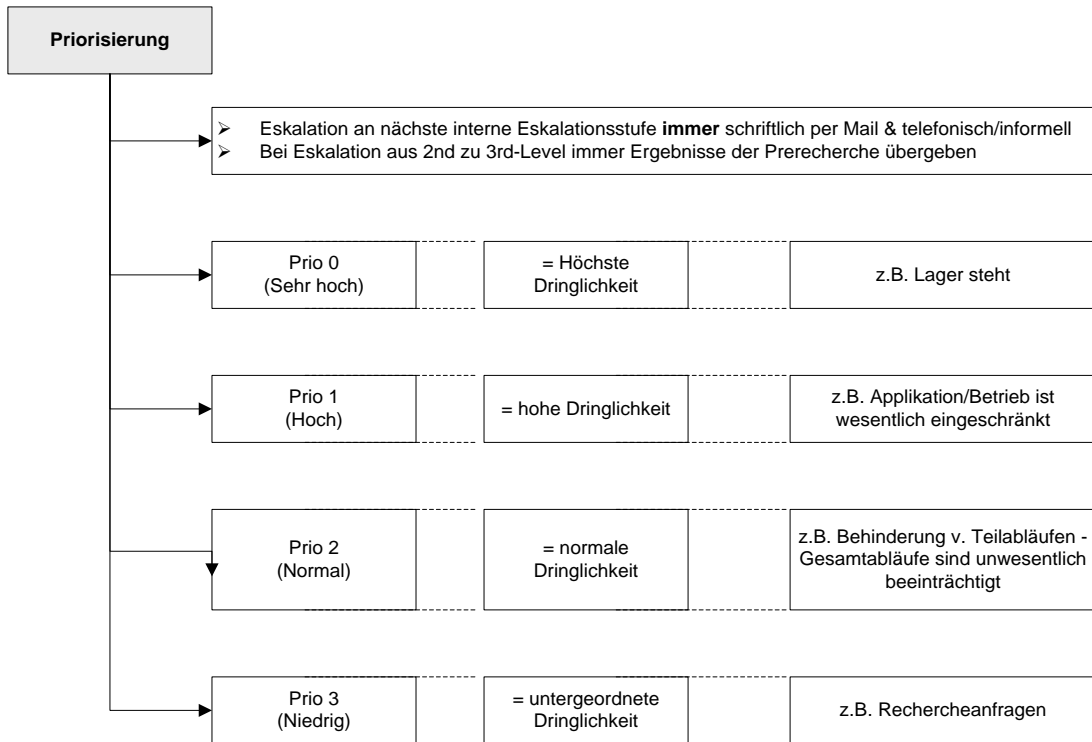 Priorisierung
➢ Eskalation an nächste interne Eskalationsstufe immer schriftlich per Mail & telefonisch/informell
➢ Bei Eskalation aus 2nd zu 3rd-Level immer Ergebnisse der Prerecherche übergeben
Prio 0
(Sehr hoch)
= Höchste
Dringlichkeit
z.B. Lager steht
Prio 1
(Hoch)
= hohe Dringlichkeit
z.B. Applikation/Betrieb ist
wesentlich eingeschränkt
Prio 2
(Normal)
= normale
Dringlichkeit
z.B. Behinderung v. Teilabläufen -
Gesamtabläufe sind unwesentlich
beeinträchtigt
Prio 3
(Niedrig)
= untergeordnete
Dringlichkeit
z.B. Rechercheanfragen